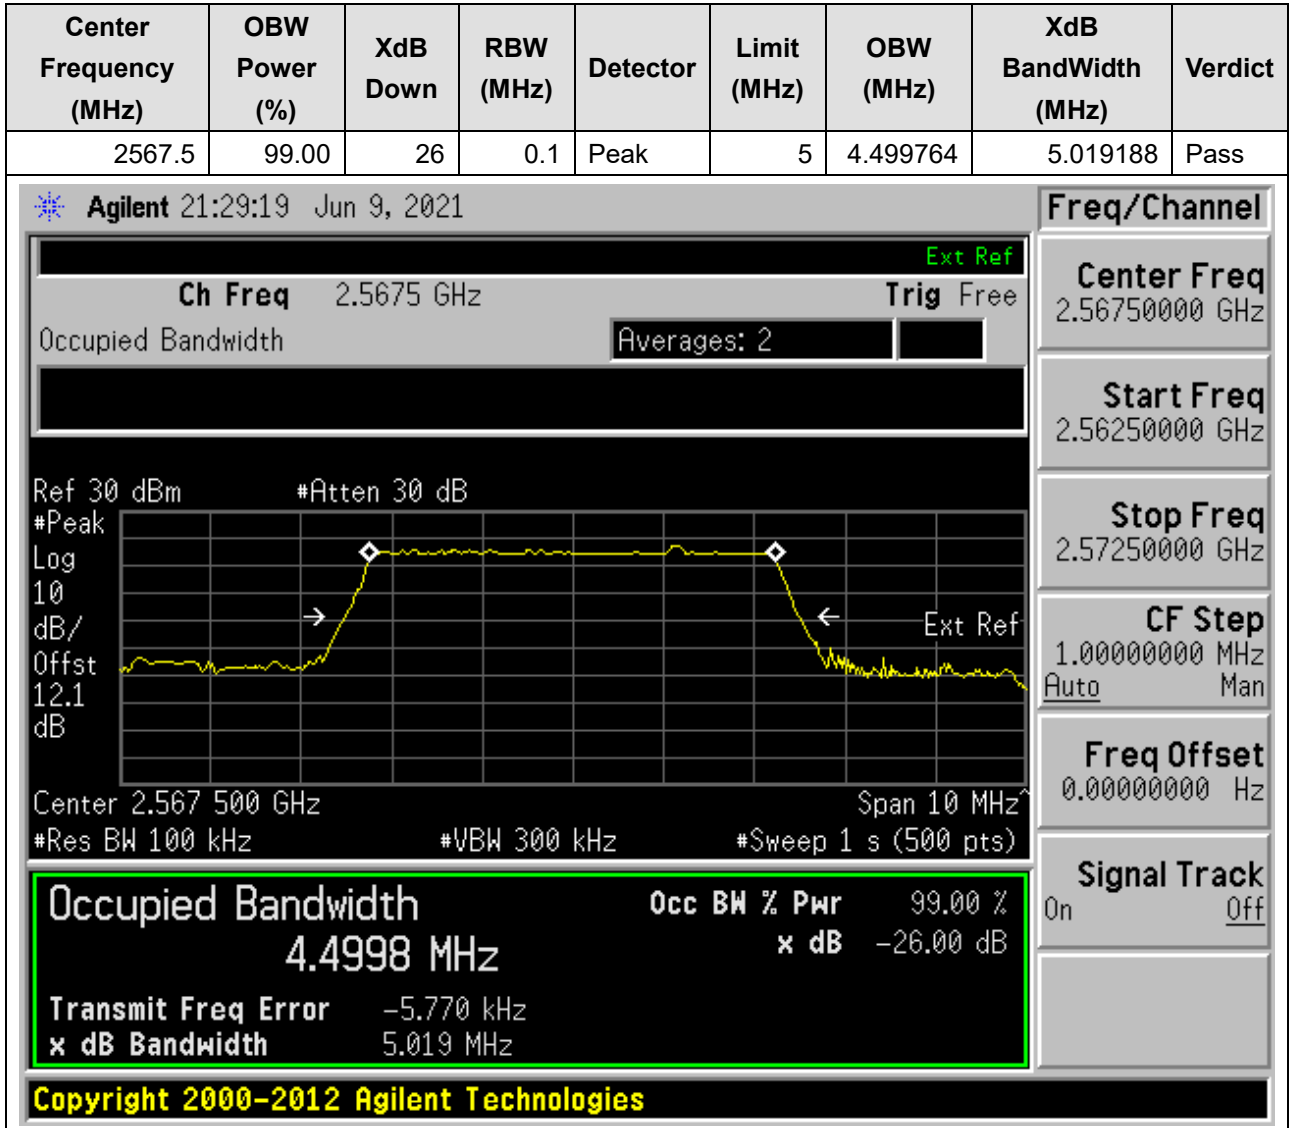 Center Frequency (MHz) OBW Power (%) XdB Down RBW (MHz) Detector Limit (MHz) OBW (MHz) XdB BandWidth (MHz) Verdict
2567.5 99.00 26 0.1 Peak 5 4.499764 5.019188 Pass
Agilent 21:29:19 Jun 9, 2021
Freq/Channel
Ext Ref
Ch Freq 2.5675 GHz Trig Free
Occupied Bandwidth Averages: 2
Center Freq
2.56750000 GHz
Start Freq
2.56250000 GHz
Stop Freq
2.57250000 GHz
CF Step
1.00000000 MHz
Auto Man
Freq Offset
0.00000000 Hz
Signal Track
On Off
Ref 30 dBm #Atten 30 dB
#Peak
Log
10
dB/
Offst
12.1
dB
Ext Ref
Center 2.567 500 GHz Span 10 MHz^
#Res BW 100 kHz #VBW 300 kHz #Sweep 1 s (500 pts)
Occupied Bandwidth
4.4998 MHz
Occ BW % Pwr 99.00 %
x dB -26.00 dB
Transmit Freq Error -5.770 kHz
x dB Bandwidth 5.019 MHz
Copyright 2000-2012 Agilent Technologies